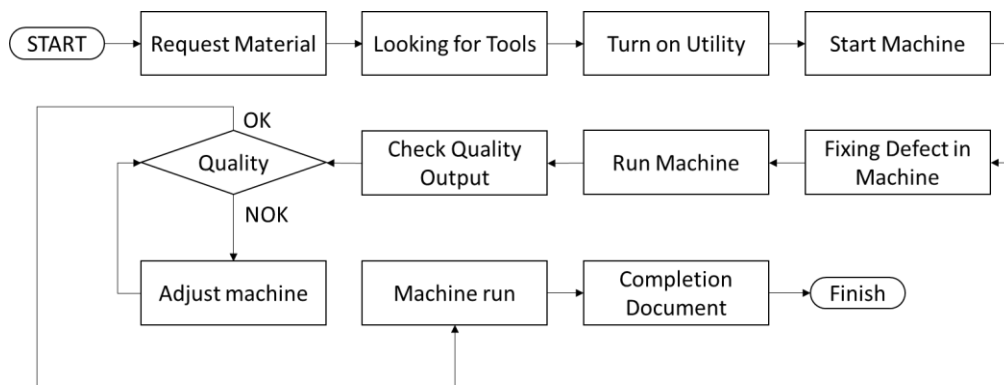 START
Request Material
Looking for Tools
Turn on Utility
Start Machine
OK
Quality
Check Quality
Output
Run Machine
Fixing Defect in
Machine
NOK
Adjust machine
Machine run
Completion
Document
Finish